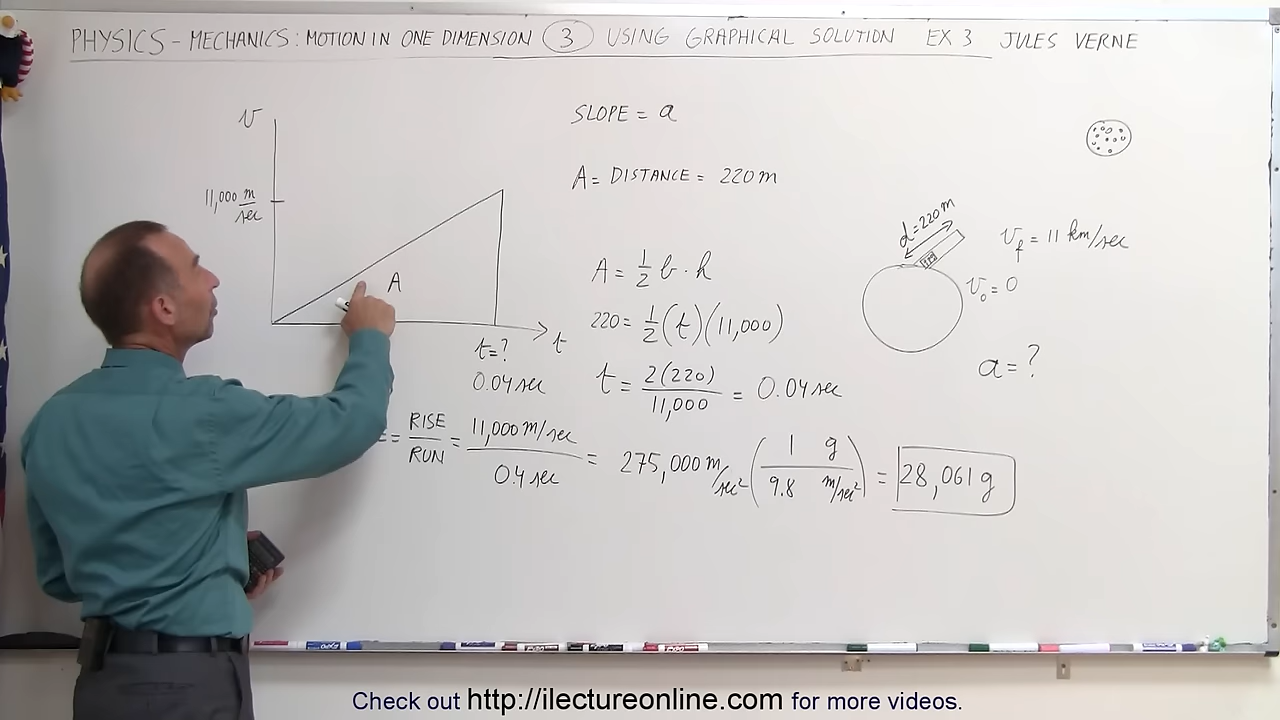 PHYSICS - MECHANICS: MOTION IN ONE DIMENSION 3 USING GRAPHICAL SOLUTION EX 3 JULES VERNE
v
11,000 m/sec
A
t
t=?
0.04 sec
SLOPE = a
A = DISTANCE = 220 m
A = 1/2 b · h
220 = 1/2 (t)(11,000)
t = 2(220)/11,000 = 0.04 sec
= RISE/RUN = 11,000 m/sec / 0.4 sec = 275,000 m/sec² (1 g / 9.8 m/sec²) = 28,061 g
d = 220 m
v_f = 11 km/sec
v_0 = 0
a = ?
Check out http://ilectureonline.com for more videos.